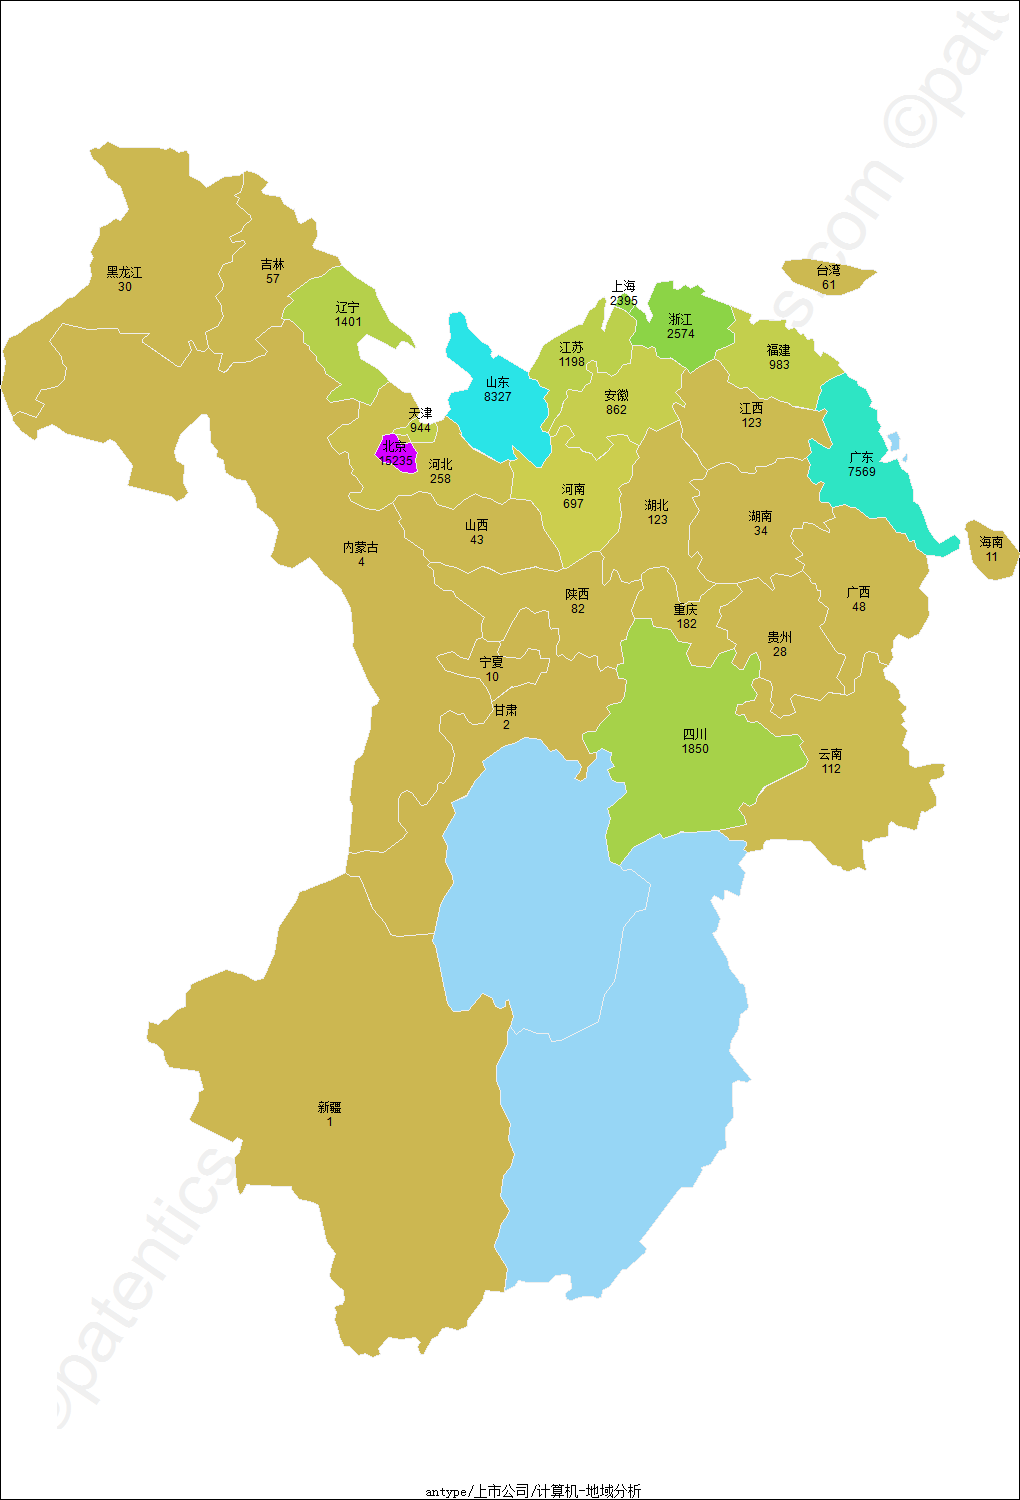 ©patentics.com ©pate
黑龙江
30
吉林
57
台湾
61
上海
2395
辽宁
1401
浙江
2574
江苏
1198
福建
983
山东
8327
安徽
862
江西
123
天津
944
北京
15235
河北
258
广东
7569
河南
697
湖北
123
湖南
34
山西
43
海南
11
内蒙古
4
陕西
82
重庆
182
广西
48
贵州
28
宁夏
10
甘肃
2
四川
1850
云南
112
新疆
1
antype/上市公司/计算机-地域分析